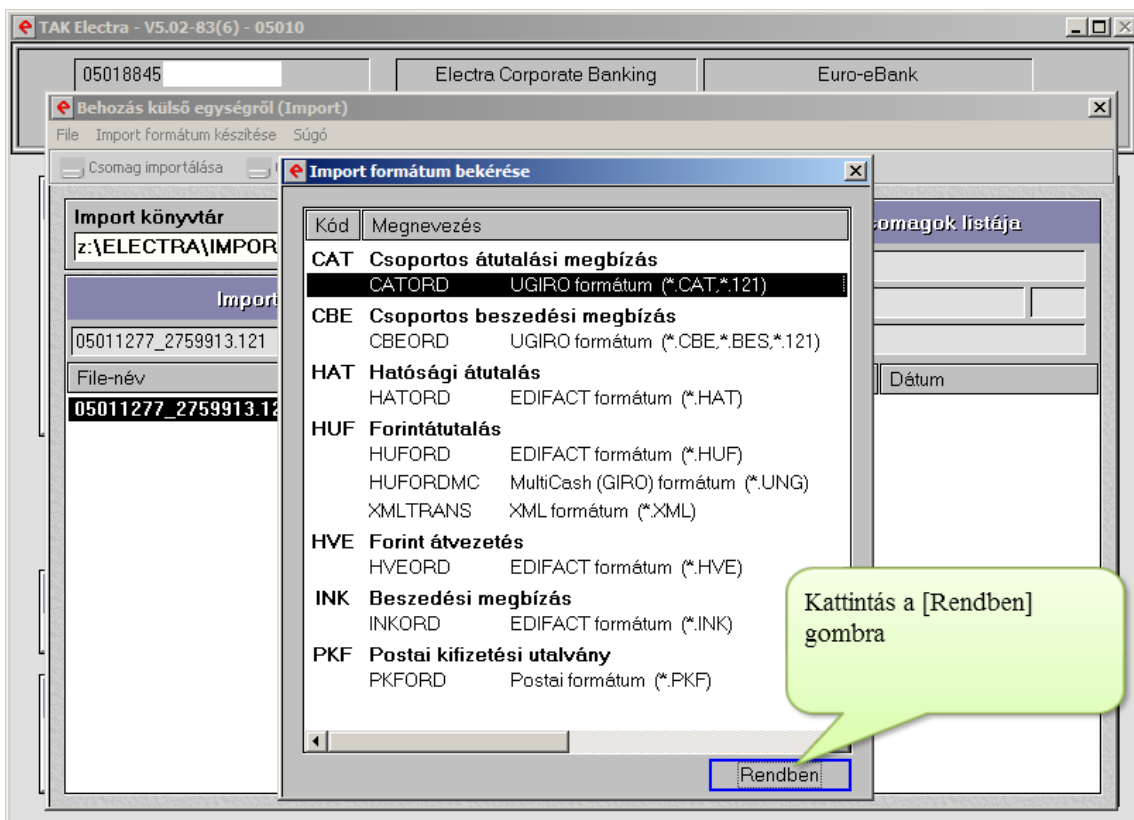 TAK Electra - V5.02-83(6) - 05010
05018845
Electra Corporate Banking
Euro-eBank
Behozás külső egységről (Import)
File Import formátum készítése Súgó
Csomag importálása
Import formátum bekérése
Import könyvtár
z:\ELECTRA\IMPOR
omagok listája
Import
05011277_2759913.121
File-név
Dátum
05011277_2759913.12
Kód Megnevezés
CAT Csoportos átutalási megbízás
CATORD UGIRO formátum (*.CAT,*.121)
CBE Csoportos beszedési megbízás
CBEORD UGIRO formátum (*.CBE,*.BES,*.121)
HAT Hatósági átutalás
HATORD EDIFACT formátum (*.HAT)
HUF Forintátutalás
HUFORD EDIFACT formátum (*.HUF)
HUFORDMC MultiCash (GIRO) formátum (*.UNG)
XMLTRANS XML formátum (*.XML)
HVE Forint átvezetés
HVEORD EDIFACT formátum (*.HVE)
INK Beszedési megbízás
INKORD EDIFACT formátum (*.INK)
PKF Postai kifizetési utalvány
PKFORD Postai formátum (*.PKF)
Kattintás a [Rendben]
gombra
Rendben